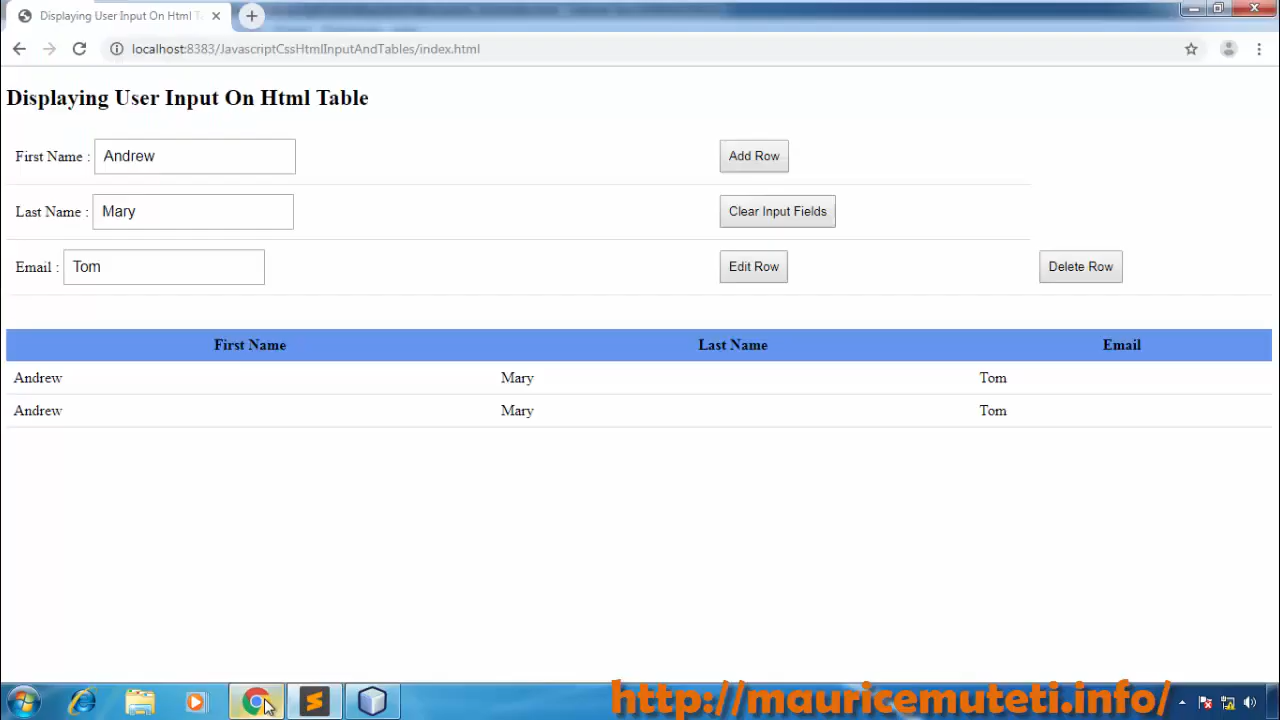 Displaying User Input On Html T
localhost:8383/JavascriptCssHtmlInputAndTables/index.html
Displaying User Input On Html Table
First Name : Andrew Add Row
Last Name : Mary Clear Input Fields
Email : Tom Edit Row Delete Row
First Name Last Name Email
Andrew Mary Tom
Andrew Mary Tom
http://mauricemuteti.info/